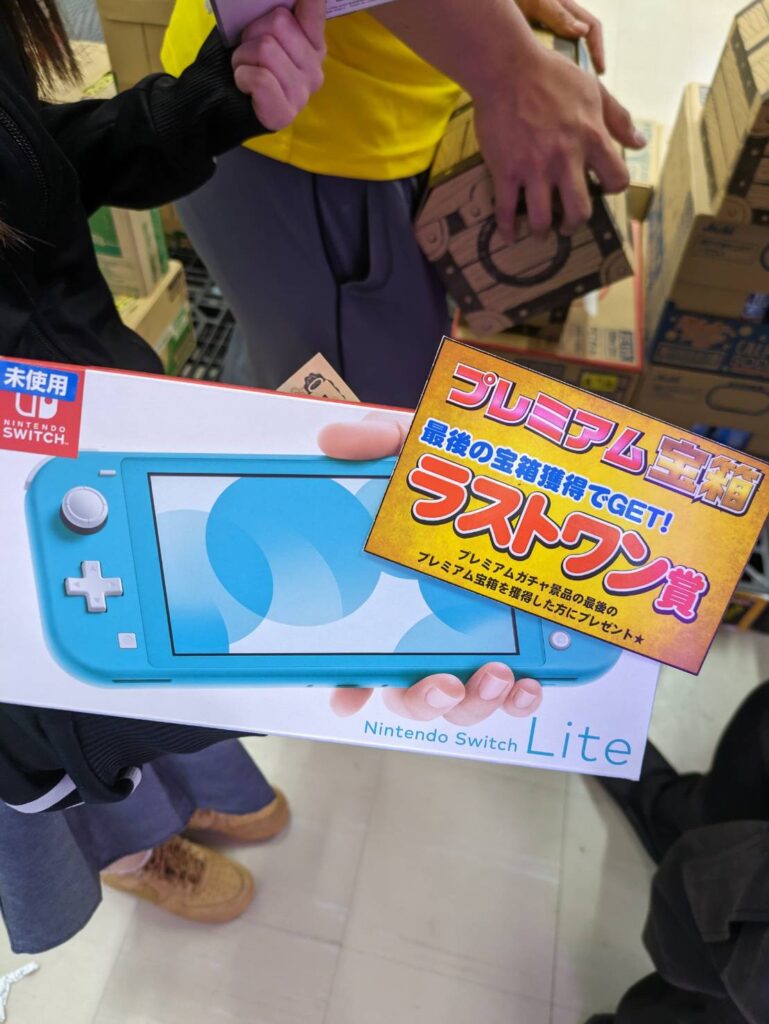 未使用
NINTENDO
SWITCH™
Nintendo Switch Lite
プレミアム宝箱
最後の宝箱獲得でGET!
ラストワン賞
プレミアムガチャ景品の最後の
プレミアム宝箱を獲得した方にプレゼント★